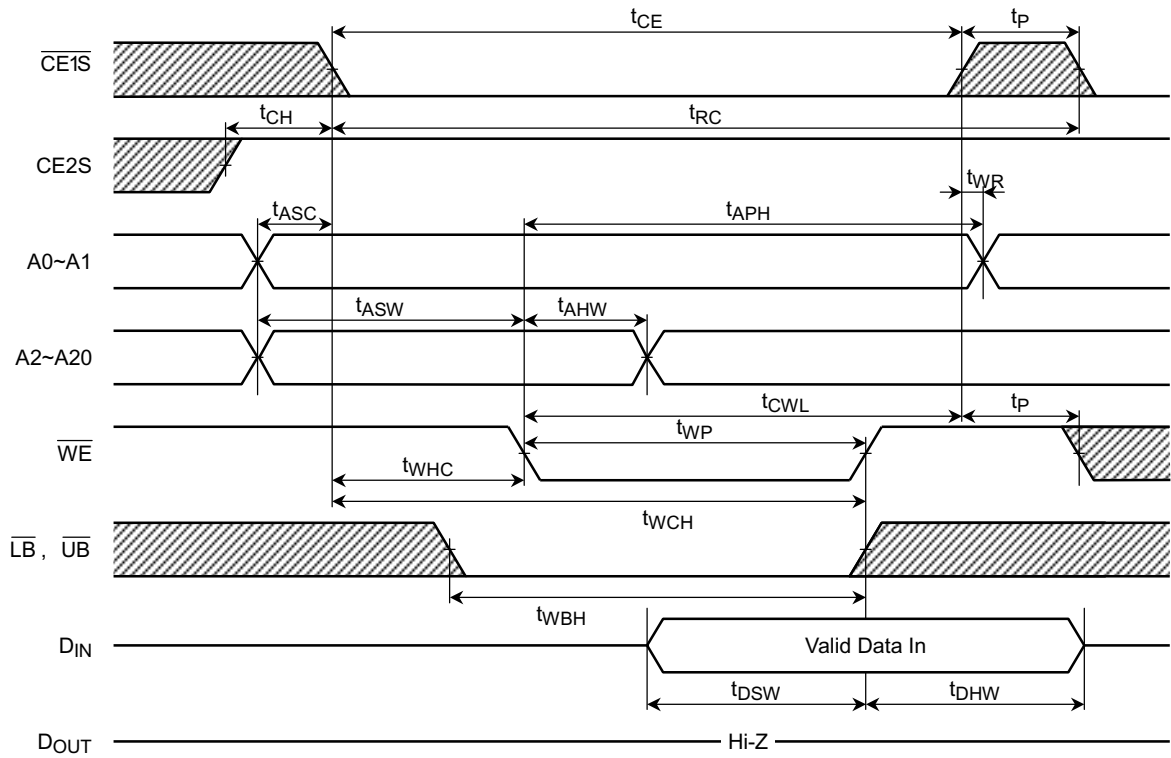 tCE
tP
CE1S
tCH
tRC
CE2S
tWR
tASC
tAPH
A0~A1
tASW
tAHW
A2~A20
tCWL
tP
tWP
WE
tWHC
tWCH
LB , UB
tWBH
DIN
Valid Data In
tDSW
tDHW
DOUT
Hi-Z